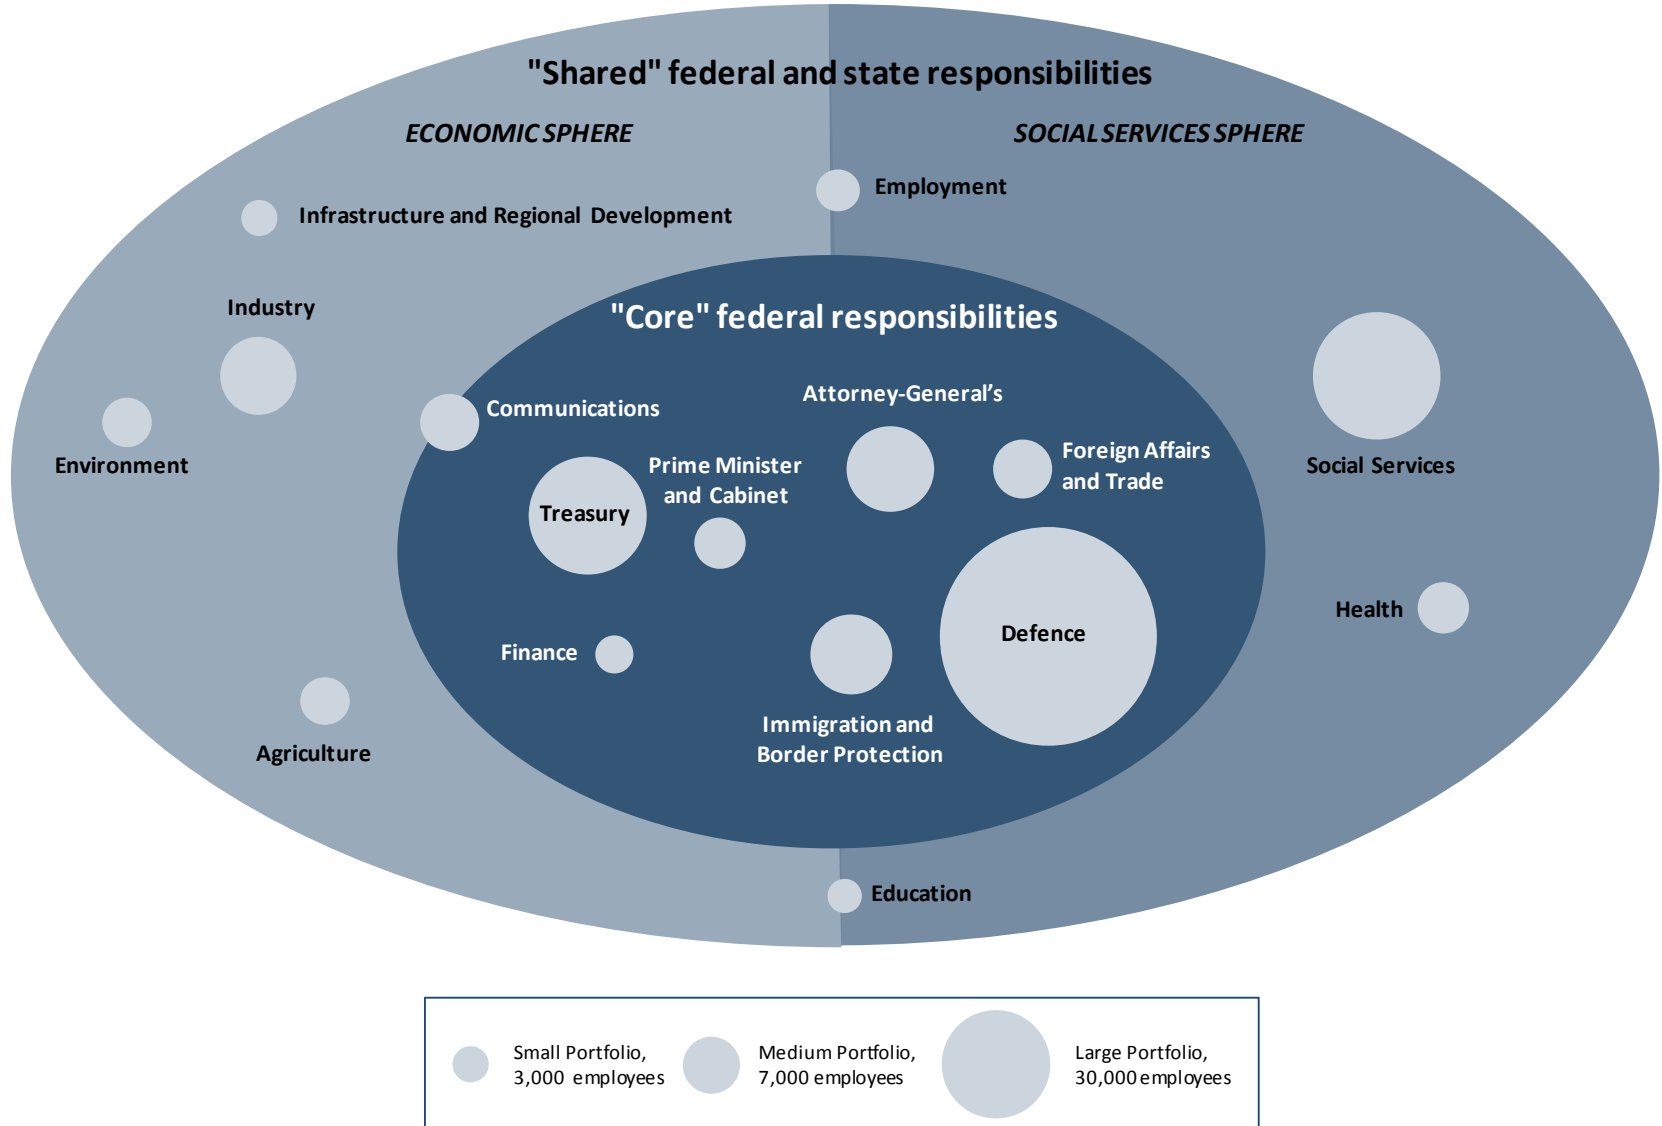 "Shared" federal and state responsibilities
ECONOMIC SPHERE
SOCIAL SERVICES SPHERE
Employment
Infrastructure and Regional Development
Industry
"Core" federal responsibilities
Attorney-General’s
Communications
Foreign Affairs
and Trade
Prime Minister
and Cabinet
Environment
Social Services
Treasury
Health
Defence
Finance
Immigration and
Border Protection
Agriculture
Education
Small Portfolio,
3,000 employees
Medium Portfolio,
7,000 employees
Large Portfolio,
30,000 employees